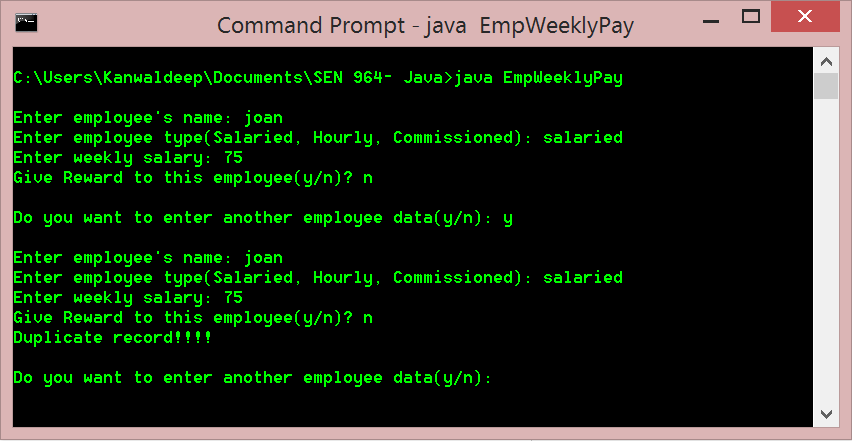 Command Prompt - java EmpWeeklyPay
C:\Users\Kanwaldeep\Documents\SEN 964- Java>java EmpWeeklyPay
Enter employee's name: joan
Enter employee type(Salaried, Hourly, Commissioned): salaried
Enter weekly salary: 75
Give Reward to this employee(y/n)? n
Do you want to enter another employee data(y/n): y
Enter employee's name: joan
Enter employee type(Salaried, Hourly, Commissioned): salaried
Enter weekly salary: 75
Give Reward to this employee(y/n)? n
Duplicate record!!!!
Do you want to enter another employee data(y/n):